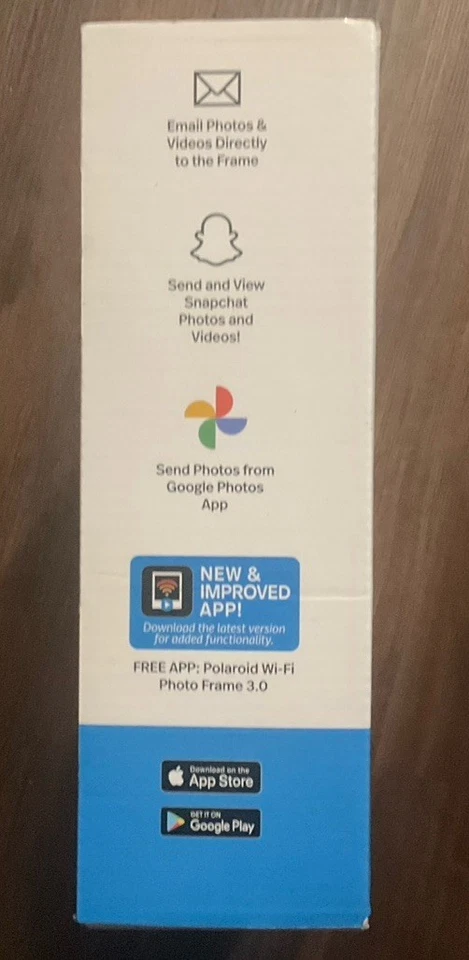 Email Photos &
Videos Directly
to the Frame
Send and View
Snapchat
Photos and
Videos!
Send Photos from
Google Photos
App
NEW &
IMPROVED
APP!
Download the latest version
for added functionality.
FREE APP: Polaroid Wi-Fi
Photo Frame 3.0
Download on the
App Store
GET IT ON
Google Play